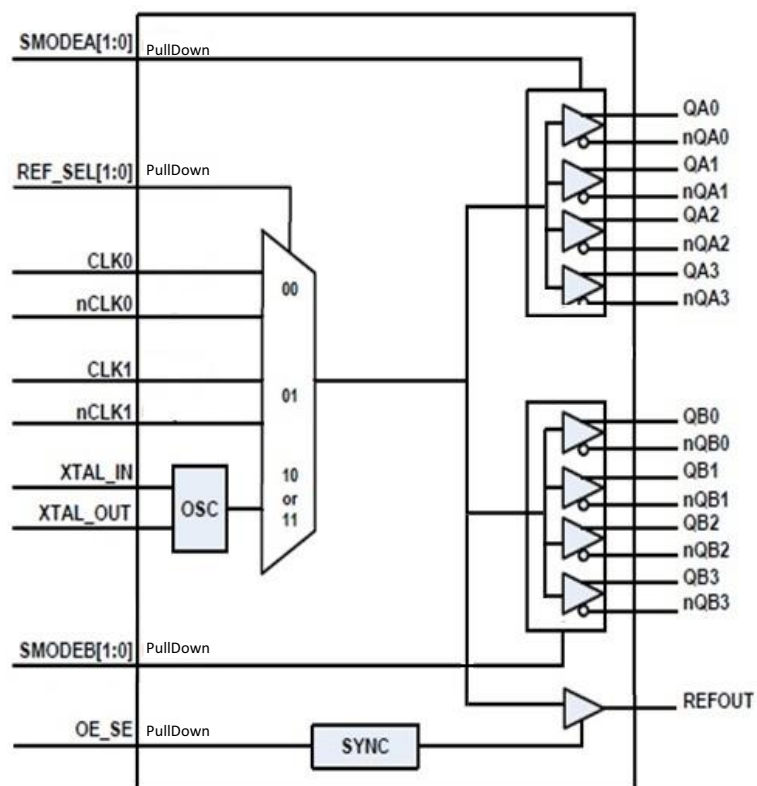 SMODEA[1:0] PullDown
QA0
nQA0
QA1
REF_SEL[1:0] PullDown
nQA1
QA2
nQA2
CLK0
QA3
00
nCLK0
nQA3
CLK1
01
nCLK1
QB0
nQB0
XTAL_IN
10
QB1
or
nQB1
XTAL_OUT
OSC
11
QB2
nQB2
QB3
nQB3
SMODEB[1:0] PullDown
REFOUT
OE_SE PullDown
SYNC